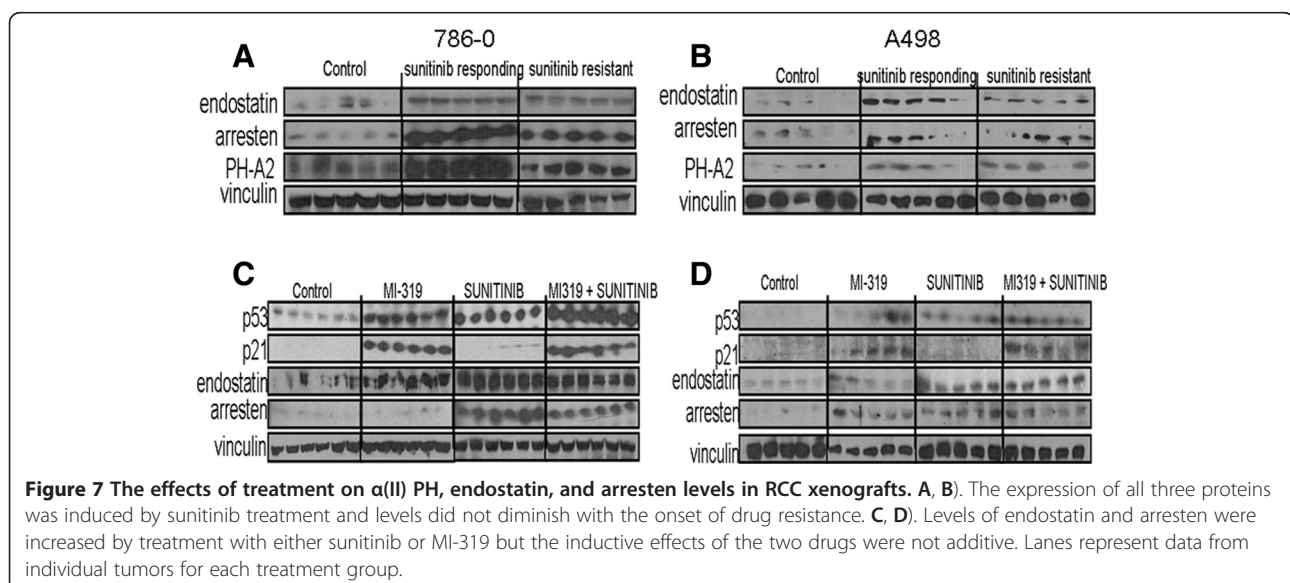 786-0
A498
A
B
Control
sunitinib responding
sunitinib resistant
Control
sunitinib responding
sunitinib resistant
endostatin
endostatin
arresten
arresten
PH-A2
PH-A2
vinculin
vinculin
C
D
Control
MI-319
SUNITINIB
MI319 + SUNITINIB
Control
MI-319
SUNITINIB
MI319 + SUNITINIB
p53
p53
p21
p21
endostatin
endostatin
arresten
arresten
vinculin
vinculin
Figure 7 The effects of treatment on α(II) PH, endostatin, and arresten levels in RCC xenografts. A, B). The expression of all three proteins
was induced by sunitinib treatment and levels did not diminish with the onset of drug resistance. C, D). Levels of endostatin and arresten were
increased by treatment with either sunitinib or MI-319 but the inductive effects of the two drugs were not additive. Lanes represent data from
individual tumors for each treatment group.